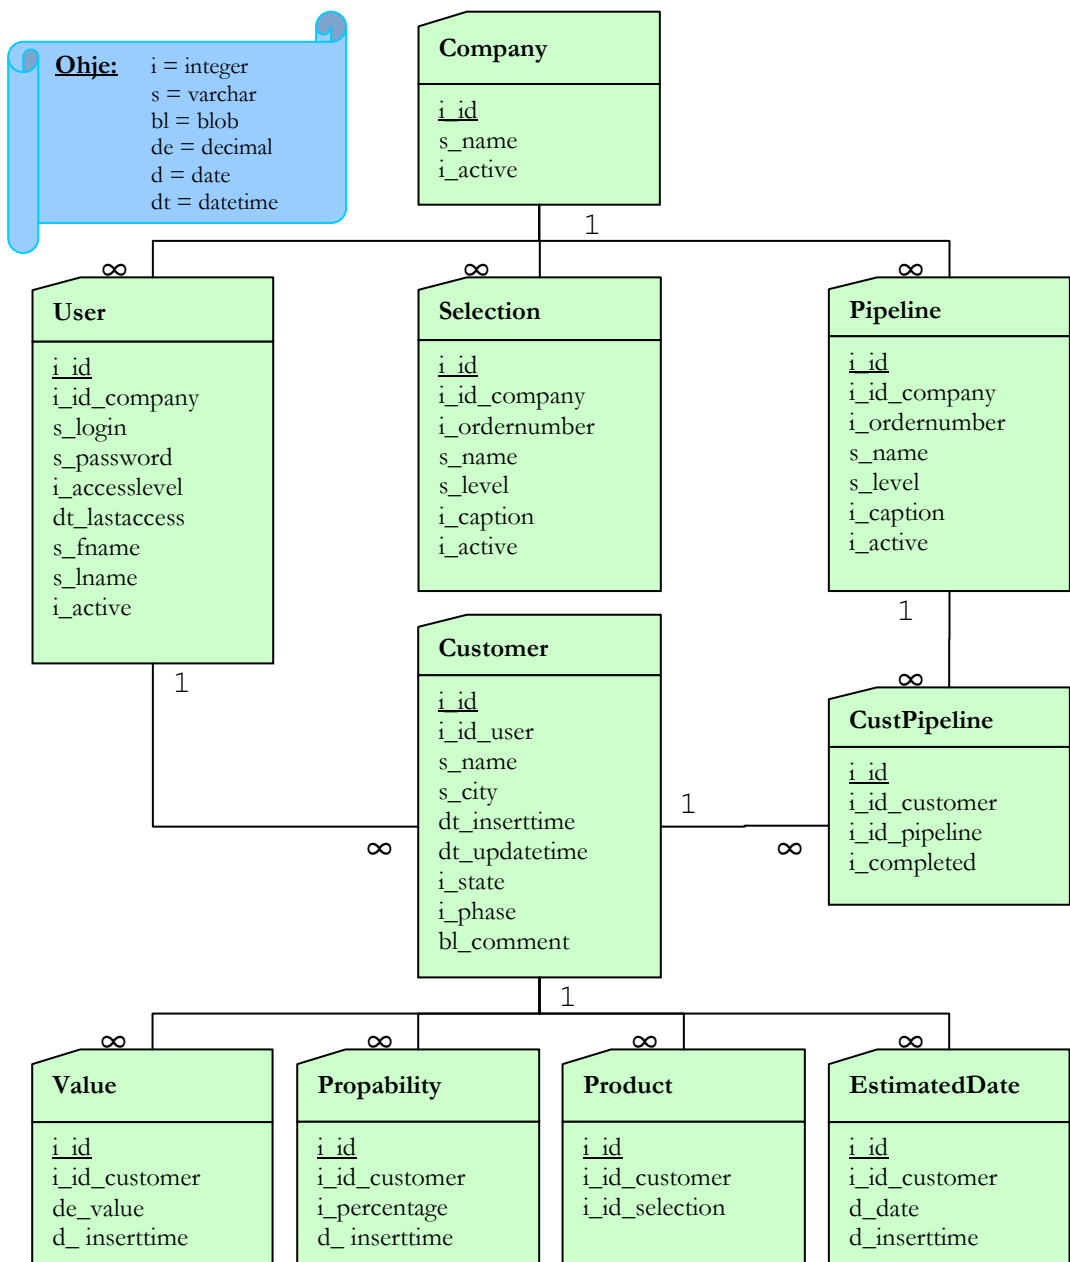 Ohje: i = integer
s = varchar
bl = blob
de = decimal
d = date
dt = datetime
Company
i_id
s_name
i_active
1
∞ ∞ ∞
User
i_id
i_id_company
s_login
s_password
i_accesslevel
dt_lastaccess
s_fname
s_lname
i_active
1
Selection
i_id
i_id_company
i_ordernumber
s_name
s_level
i_caption
i_active
Pipeline
i_id
i_id_company
i_ordernumber
s_name
s_level
i_caption
i_active
1
∞
Customer
i_id
i_id_user
s_name
s_city
dt_inserttime
dt_updatetime
i_state
i_phase
bl_comment
∞
1
∞
CustPipeline
i_id
i_id_customer
i_id_pipeline
i_completed
1
∞ ∞ ∞ ∞
Value
i_id
i_id_customer
de_value
d_ inserttime
Propability
i_id
i_id_customer
i_percentage
d_ inserttime
Product
i_id
i_id_customer
i_id_selection
EstimatedDate
i_id
i_id_customer
d_date
d_inserttime